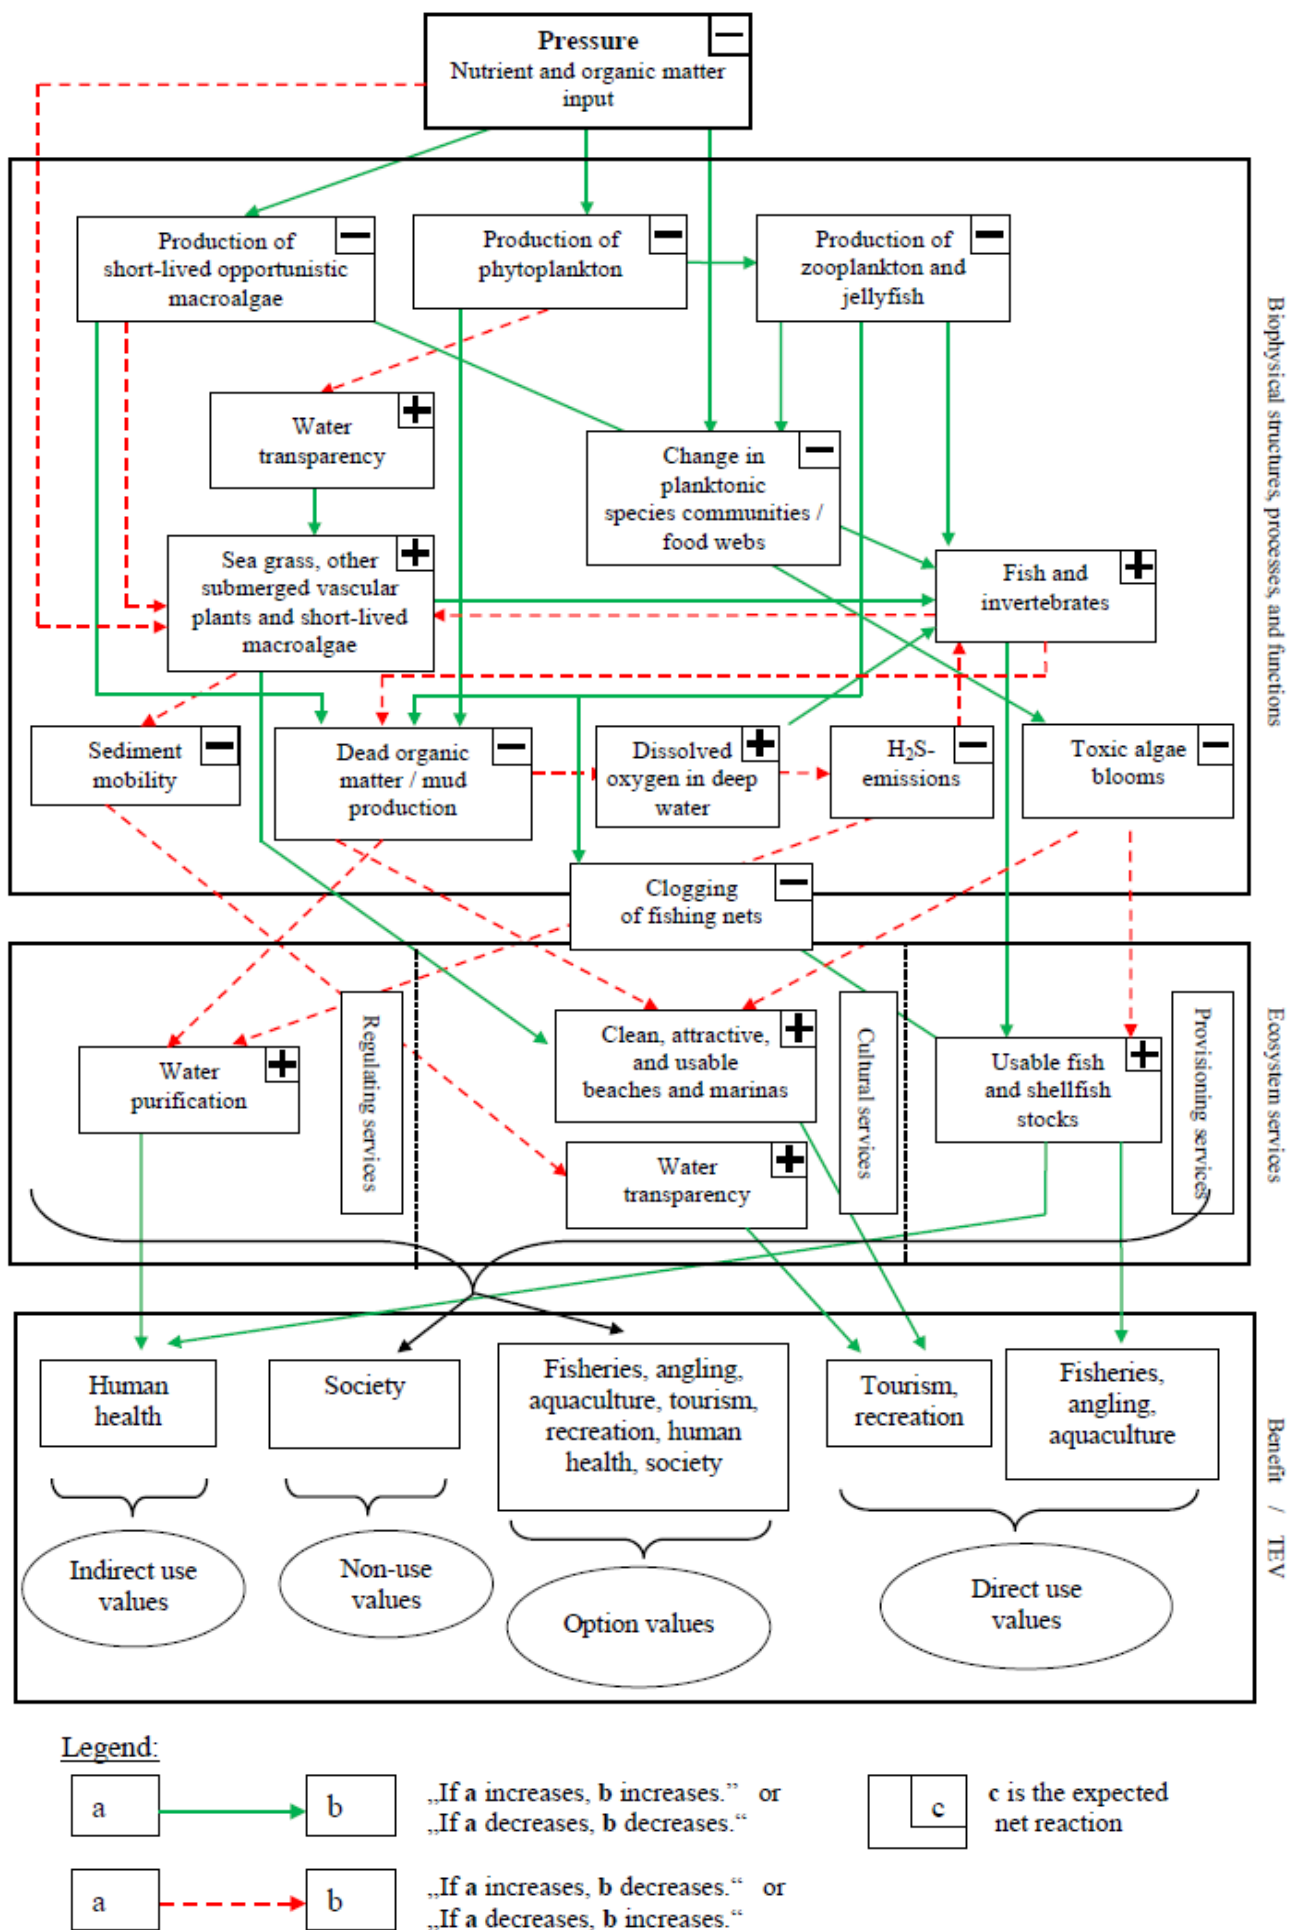 Pressure
Nutrient and organic matter
input
Production of
short-lived opportunistic
macroalgae
Production of
phytoplankton
Production of
zooplankton and
jellyfish
Water
transparency
Change in
planktonic
species communities /
food webs
Sea grass, other
submerged vascular
plants and short-lived
macroalgae
Fish and
invertebrates
Sediment
mobility
Dead organic
matter / mud
production
Dissolved
oxygen in deep
water
H₂S-
emissions
Toxic algae
blooms
Clogging
of fishing nets
Biophysical structures, processes, and functions
Water
purification
Regulating services
Clean, attractive,
and usable
beaches and marinas
Water
transparency
Cultural services
Usable fish
and shellfish
stocks
Provisioning services
Ecosystem services
Human
health
Society
Fisheries, angling,
aquaculture, tourism,
recreation, human
health, society
Tourism,
recreation
Fisheries,
angling,
aquaculture
Indirect use
values
Non-use
values
Option values
Direct use
values
Benefit / TEV
Legend:
a
b
„If a increases, b increases.” or
„If a decreases, b decreases.“
c
c is the expected
net reaction
a
b
„If a increases, b decreases.“ or
„If a decreases, b increases.“